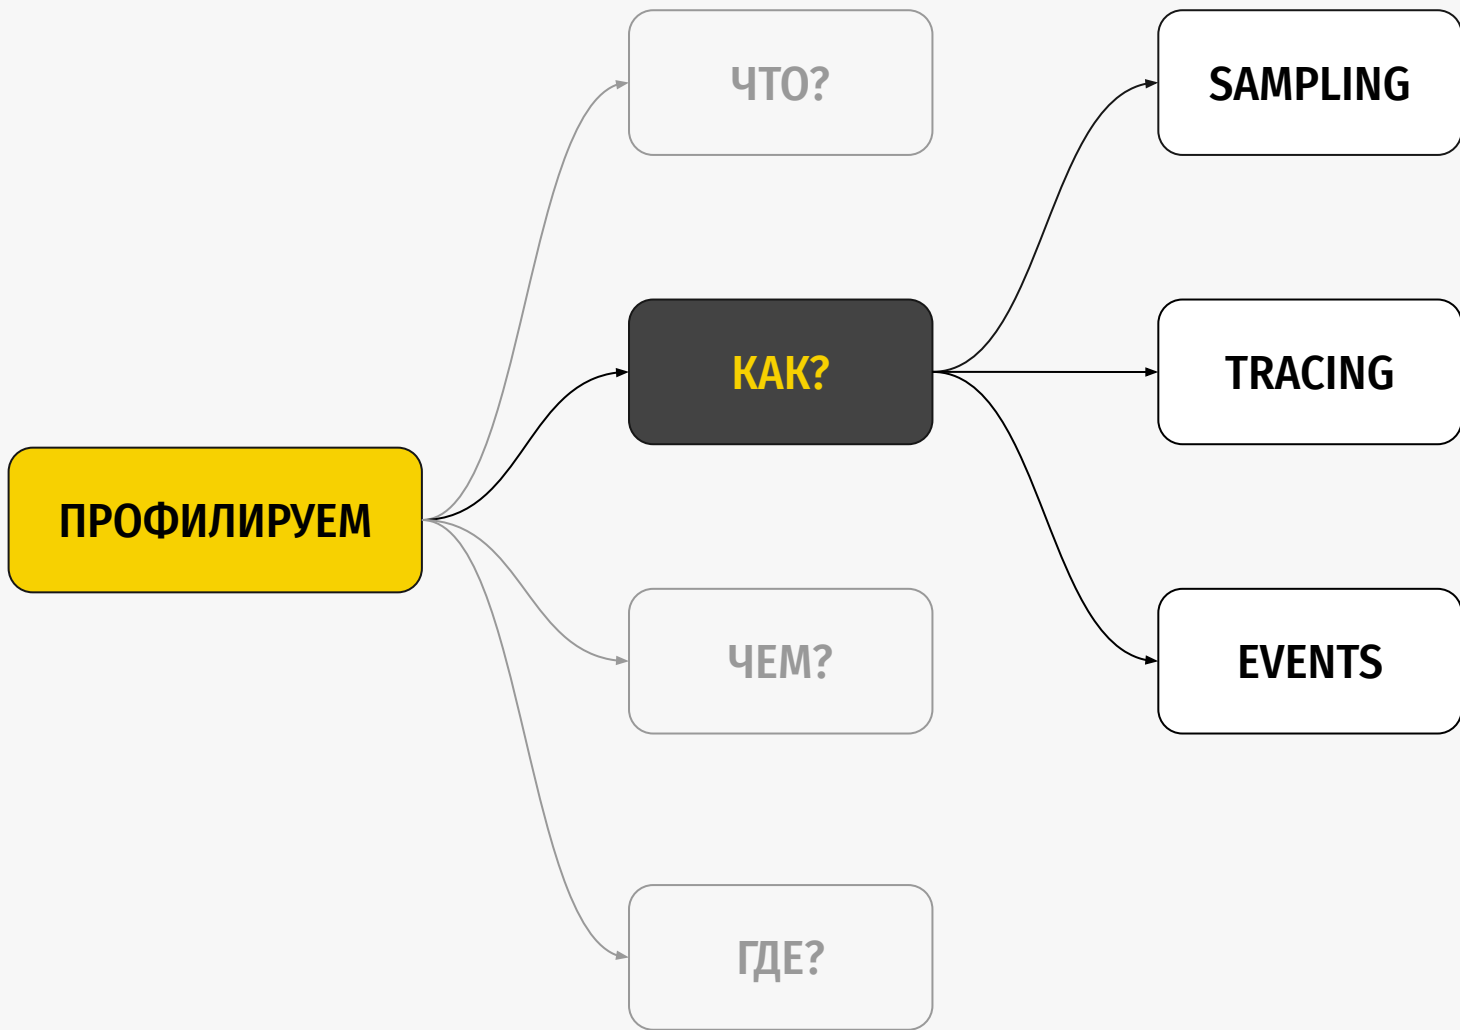 ПРОФИЛИРУЕМ
ЧТО?
КАК?
ЧЕМ?
ГДЕ?
SAMPLING
TRACING
EVENTS